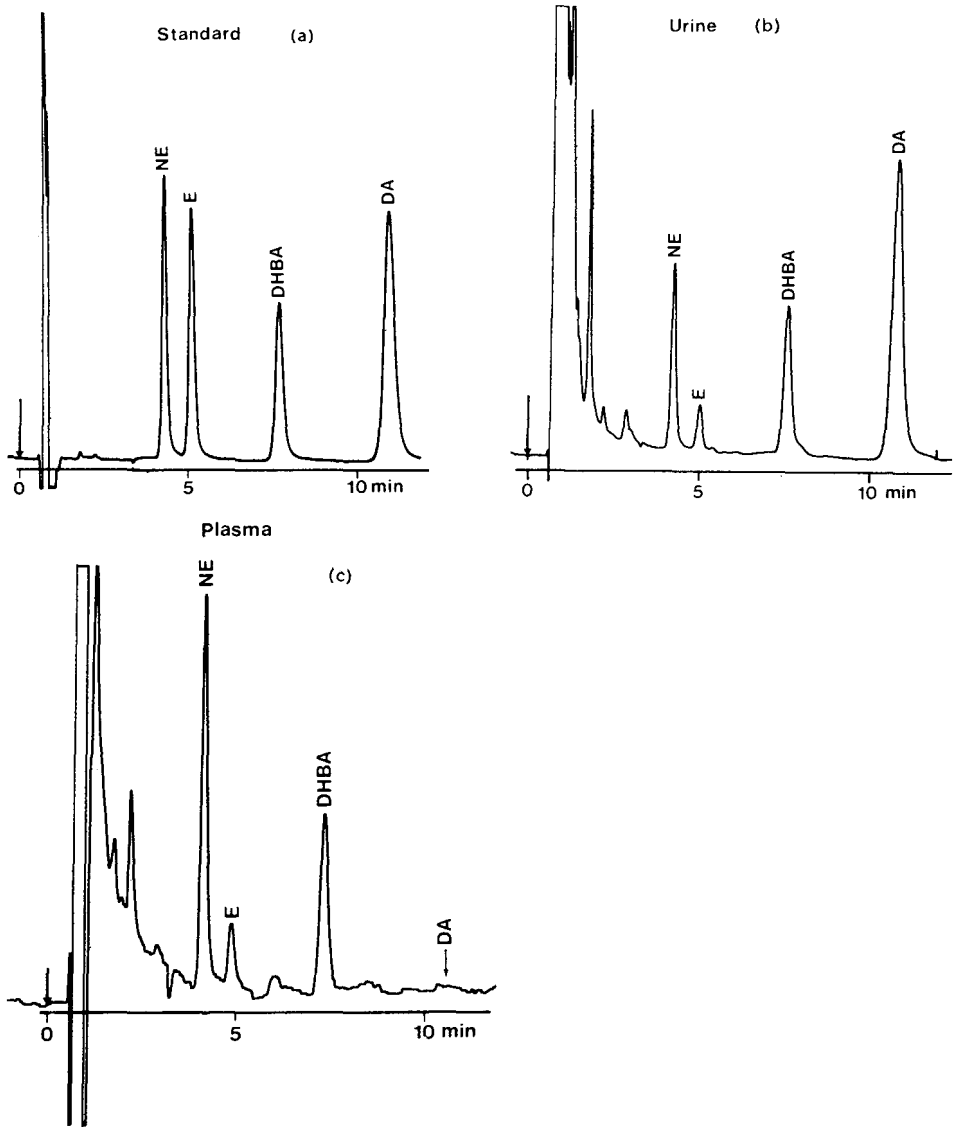 Standard (a)
NE
E
DHBA
DA
0 5 10 min
Urine (b)
NE
E
DHBA
DA
0 5 10 min
Plasma
(c)
NE
E
DHBA
DA
0 5 10 min